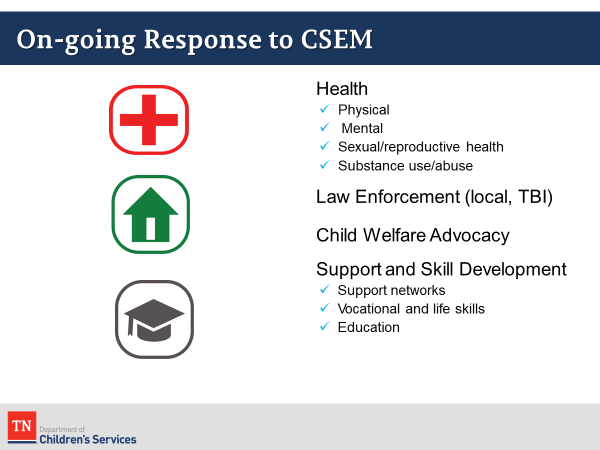 On-going Response to CSEM
Health
✓ Physical
✓ Mental
✓ Sexual/reproductive health
✓ Substance use/abuse
Law Enforcement (local, TBI)
Child Welfare Advocacy
Support and Skill Development
✓ Support networks
✓ Vocational and life skills
✓ Education
TN
Department of
Children's Services